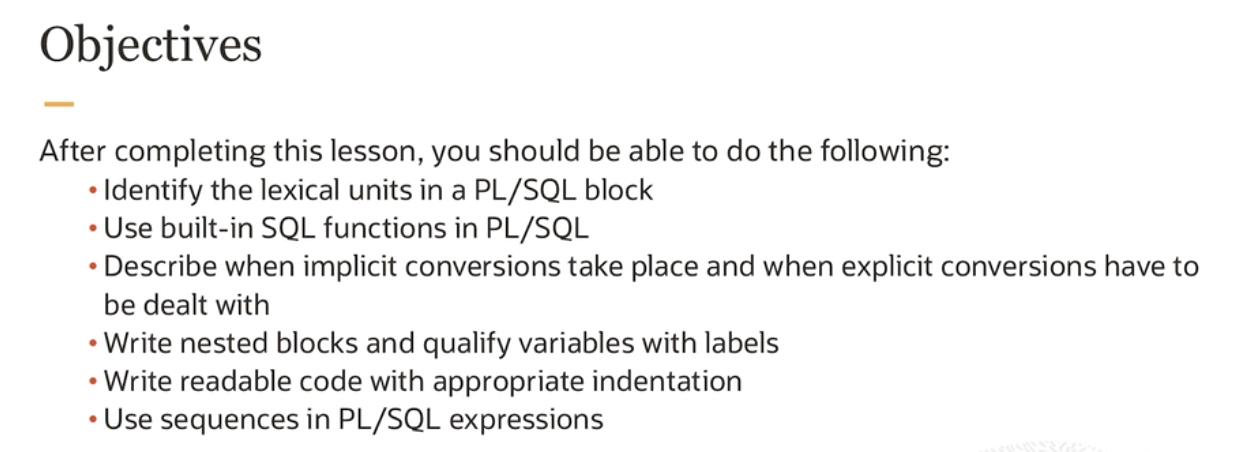 Objectives
After completing this lesson, you should be able to do the following:
• Identify the lexical units in a PL/SQL block
• Use built-in SQL functions in PL/SQL
• Describe when implicit conversions take place and when explicit conversions have to
be dealt with
• Write nested blocks and qualify variables with labels
• Write readable code with appropriate indentation
• Use sequences in PL/SQL expressions